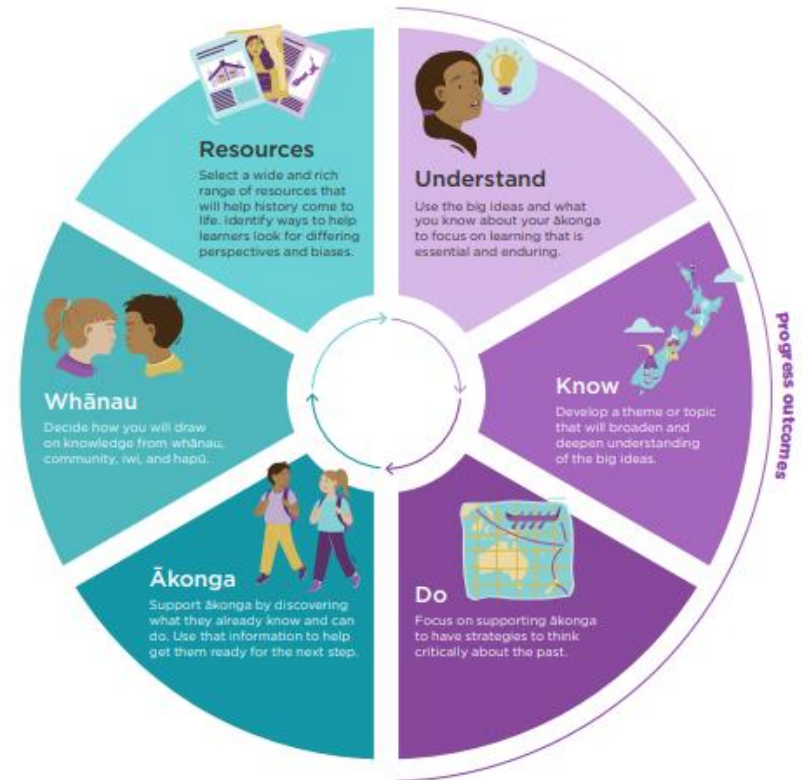 Resources
Select a wide and rich
range of resources that
will help history come to
life. Identify ways to help
learners look for differing
perspectives and biases.
Understand
Use the big ideas and what
you know about your ākonga
to focus on learning that is
essential and enduring.
Know
Develop a theme or topic
that will broaden and
deepen understanding
of the big ideas.
Do
Focus on supporting ākonga
to have strategies to think
critically about the past.
Ākonga
Support ākonga by discovering
what they already know and can
do. Use that information to help
get them ready for the next step.
Whānau
Decide how you will draw
on knowledge from whānau,
community, iwi, and hapū.
Progress outcomes